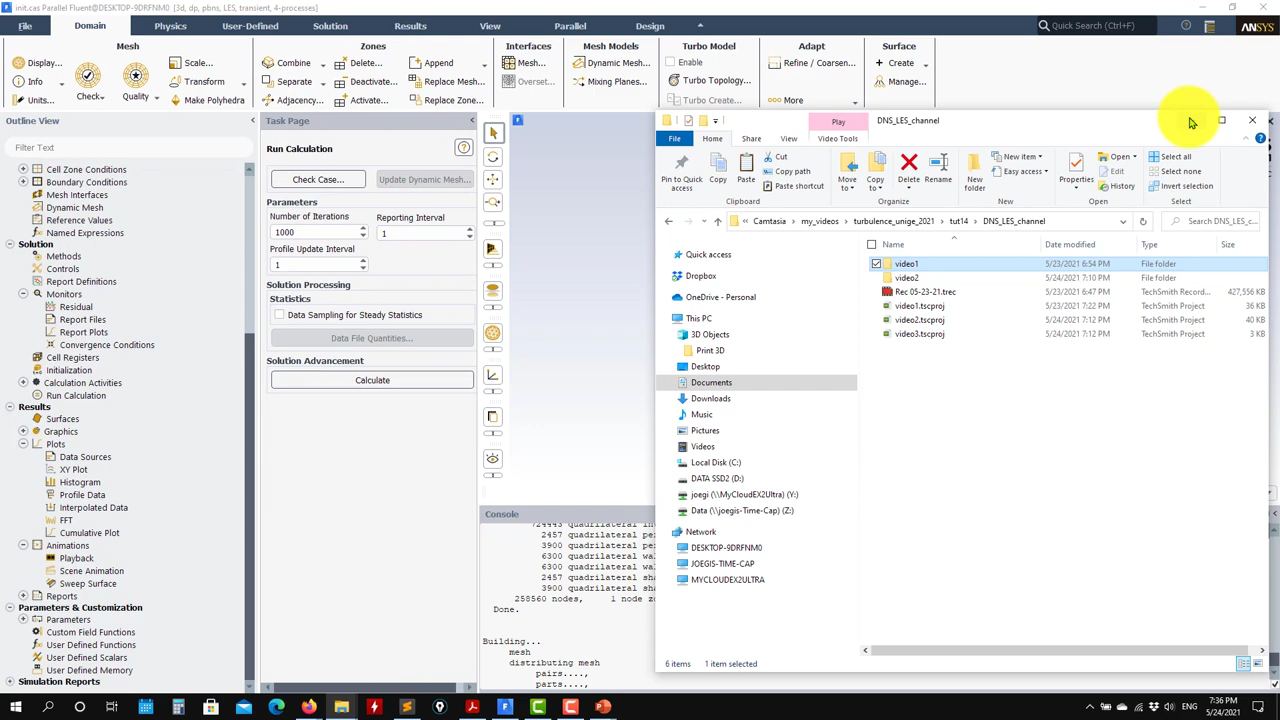 init.cas Parallel Fluent@DESKTOP-9DRFNM0 [3d, dp, pbns, LES, transient, 4-processes]
File Domain Physics User-Defined Solution Results View Parallel Design
Quick Search (Ctrl+F)
ANSYS
Mesh Zones Interfaces Mesh Models Turbo Model Adapt Surface
Display... Scale... Combine Delete... Append Mesh... Dynamic Mesh... Enable Refine / Coarsen... Create
Info Check Quality Transform Separate Deactivate... Replace Mesh... Overset... Mixing Planes... Turbo Topology... Manage...
Units... Make Polyhedra Adjacency... Activate... Replace Zone... Turbo Create... More
Outline View
Filter Text
Cell Zone Conditions
Boundary Conditions
Mesh Interfaces
Dynamic Mesh
Reference Values
Named Expressions
Solution
Methods
Controls
Report Definitions
Monitors
Residual
Report Files
Report Plots
Convergence Conditions
Cell Registers
Initialization
Calculation Activities
Run Calculation
Results
Surfaces
Graphics
Plots
Data Sources
XY Plot
Histogram
Profile Data
Interpolated Data
FFT
Cumulative Plot
Animations
Playback
Scene Animation
Sweep Surface
Reports
Parameters & Customization
Parameters
Custom Field Functions
User Defined Functions
User Defined Scalars
User Defined Memory
Simulation Reports
Task Page
Run Calculation
Check Case... Update Dynamic Mesh...
Parameters
Number of Iterations Reporting Interval
1000 1
Profile Update Interval
1
Solution Processing
Statistics
Data Sampling for Steady Statistics
Data File Quantities...
Solution Advancement
Calculate
Console
2457 quadrilateral pe
3900 quadrilateral pe
6300 quadrilateral wa
6300 quadrilateral wa
2457 quadrilateral sha
3900 quadrilateral sha
258560 nodes, 1 node zo
Done.
Building...
mesh
distributing mesh
pairs....,
parts....,
Play DNS_LES_channel
File Home Share View Video Tools
Pin to Quick access Copy Paste Cut
Copy path
Paste shortcut
Move to Copy to Delete Rename New folder New item
Easy access
Properties Open
Edit
History
Select all
Select none
Invert selection
Clipboard Organize New Open Select
Camtasia my_videos turbulence_unige_2021 tut14 DNS_LES_channel
Search DNS_LES_c...
Quick access
Dropbox
OneDrive - Personal
This PC
3D Objects
Print 3D
Desktop
Documents
Downloads
Music
Pictures
Videos
Local Disk (C:)
DATA SSD2 (D:)
joegi (\\MyCloudEX2Ultra) (Y:)
Data (\\joegis-Time-Cap) (Z:)
Network
DESKTOP-9DRFNM0
JOEGIS-TIME-CAP
MYCLOUDEX2ULTRA
Name Date modified Type Size
video1 5/23/2021 6:54 PM File folder
video2 5/24/2021 7:10 PM File folder
Rec 05-23-21.trec 5/23/2021 6:47 PM TechSmith Record... 427,556 KB
video1.tscproj 5/23/2021 7:22 PM TechSmith Project 36 KB
video2.tscproj 5/24/2021 7:12 PM TechSmith Project 40 KB
video3.tscproj 5/24/2021 7:12 PM TechSmith Project 3 KB
6 items 1 item selected
ENG
7:36 PM
5/24/2021